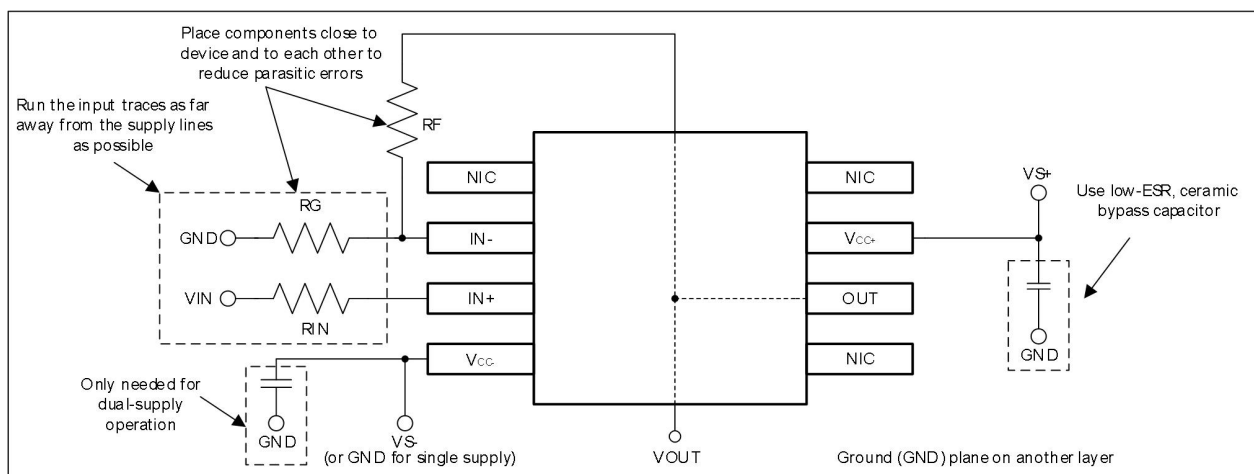 Place components close to
device and to each other to
reduce parasitic errors
Run the input traces as far
away from the supply lines
as possible
RF
NIC
NIC
VS+
Use low-ESR, ceramic
bypass capacitor
RG
GND
IN-
VCC+
VIN
IN+
OUT
RIN
VCC-
NIC
GND
Only needed for
dual-supply
operation
GND
VS-
(or GND for single supply)
VOUT
Ground (GND) plane on another layer